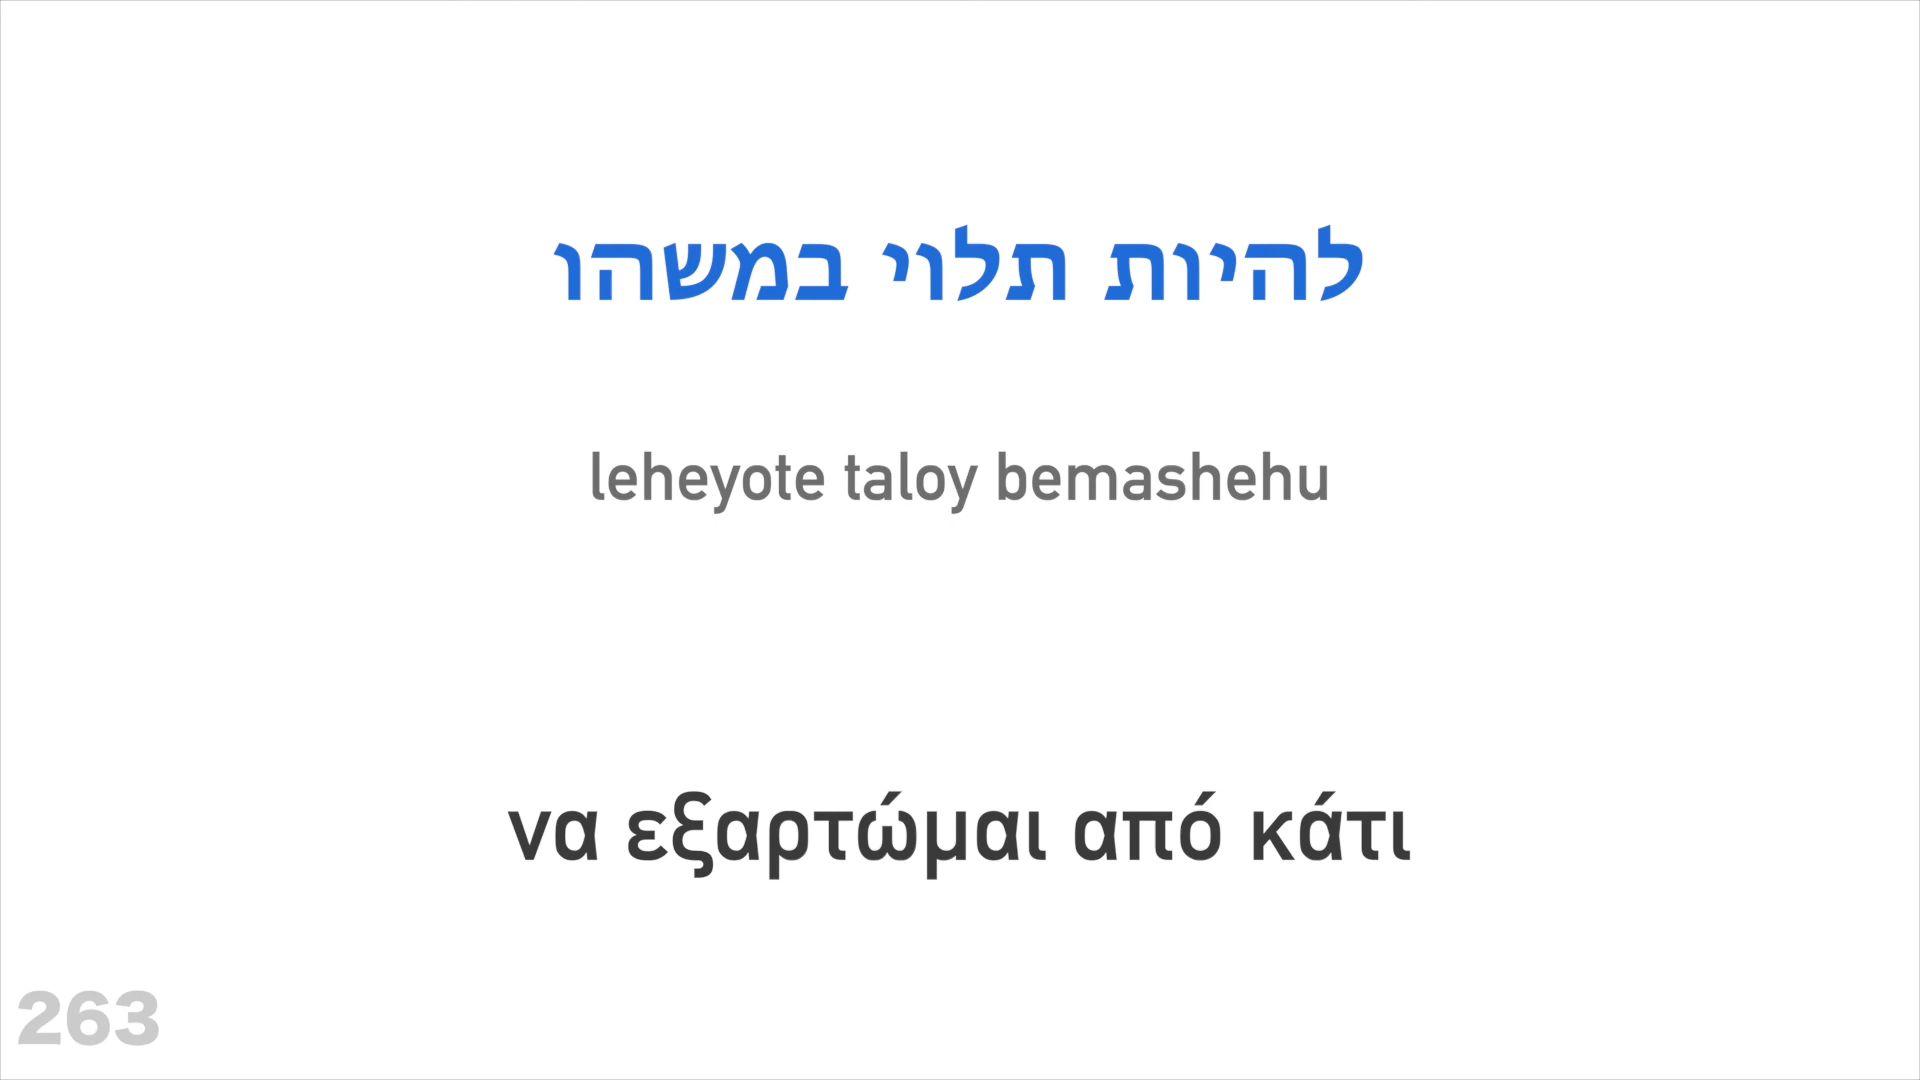 להיות תלוי במשהו
leheyote taloy bemashehu
να εξαρτώμαι από κάτι
263